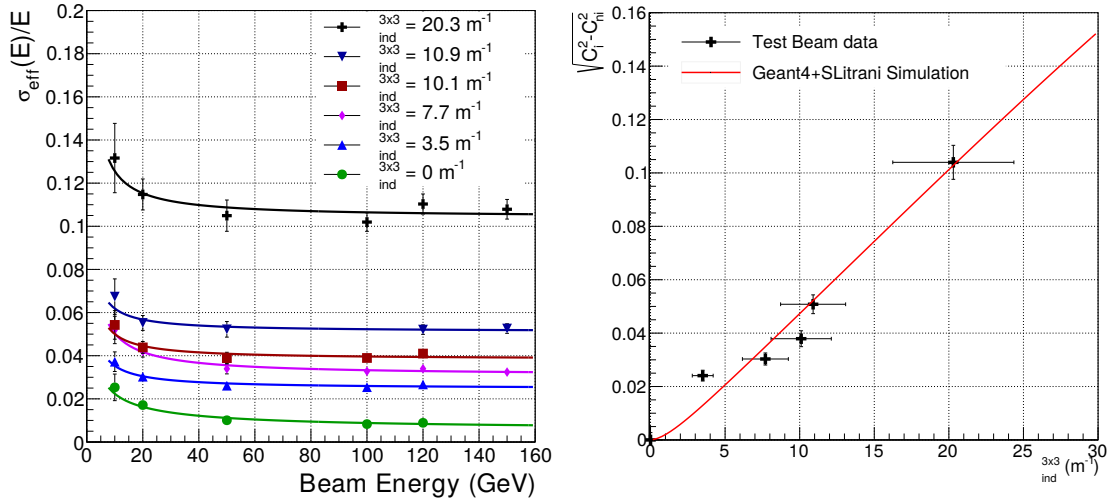 σeff(E)/E
0.2
0.18
0.16
0.14
0.12
0.1
0.08
0.06
0.04
0.02
0
3x3 ind = 20.3 m⁻¹
3x3 ind = 10.9 m⁻¹
3x3 ind = 10.1 m⁻¹
3x3 ind = 7.7 m⁻¹
3x3 ind = 3.5 m⁻¹
3x3 ind = 0 m⁻¹
0 20 40 60 80 100 120 140 160
Beam Energy (GeV)
√C²i-C²ni
0.16
0.14
0.12
0.1
0.08
0.06
0.04
0.02
0
Test Beam data
Geant4+SLitrani Simulation
0 5 10 15 20 25 30
3x3 ind (m⁻¹)